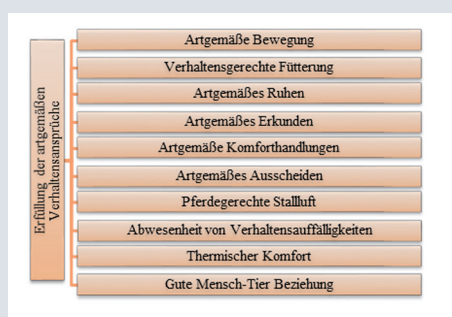 Erfüllung der artgemäßen
Verhaltensansprüche
Artgemäße Bewegung
Verhaltensgerechte Fütterung
Artgemäßes Ruhen
Artgemäßes Erkunden
Artgemäße Komforthandlungen
Artgemäßes Ausscheiden
Pferdegerechte Stallluft
Abwesenheit von Verhaltensauffälligkeiten
Thermischer Komfort
Gute Mensch-Tier Beziehung